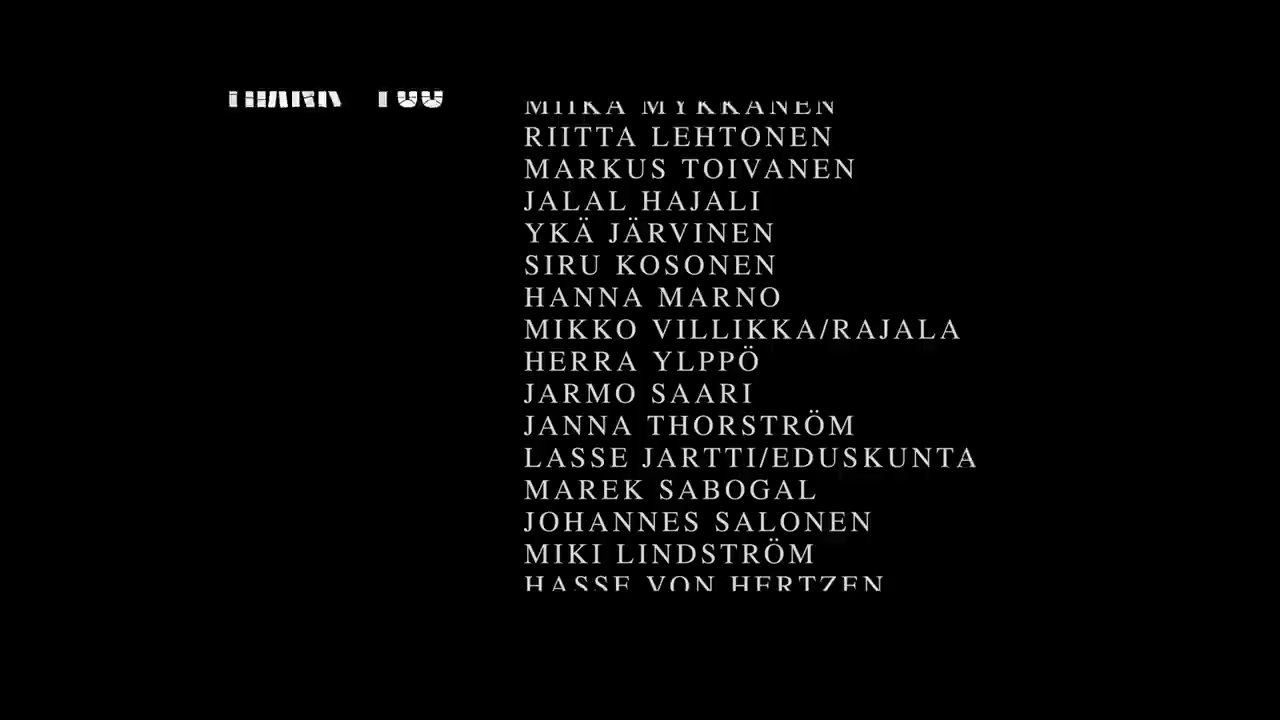 THANK YOU
MIIKA MYKKÄNEN
RIITTA LEHTONEN
MARKUS TOIVANEN
JALAL HAJALI
YKÄ JÄRVINEN
SIRU KOSONEN
HANNA MARNO
MIKKO VILLIKKA/RAJALA
HERRA YLPPÖ
JARMO SAARI
JANNA THORSTRÖM
LASSE JARTTI/EDUSKUNTA
MAREK SABOGAL
JOHANNES SALONEN
MIKI LINDSTRÖM
HASSE VON HERTZEN